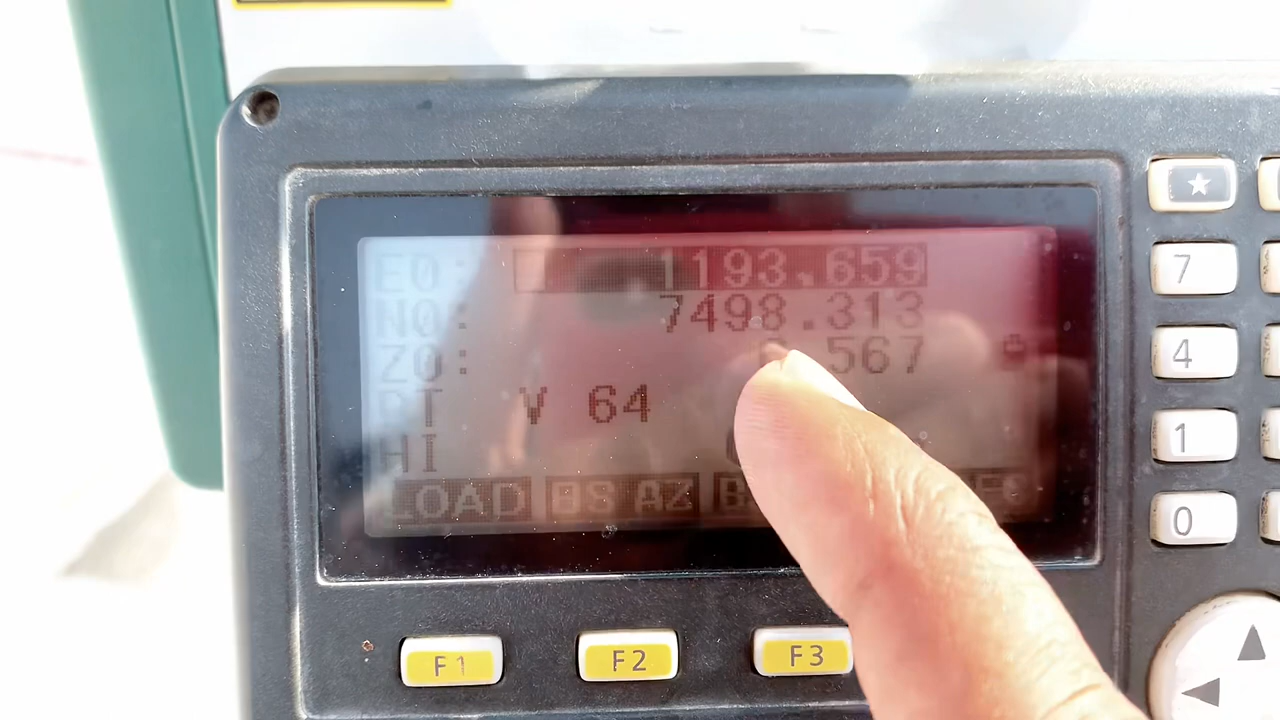 E0: 1193.659
N0: 7498.313
Z0: .567
PT V 64
HI
LOAD BS AZ
F1 F2 F3
7
4
1
0